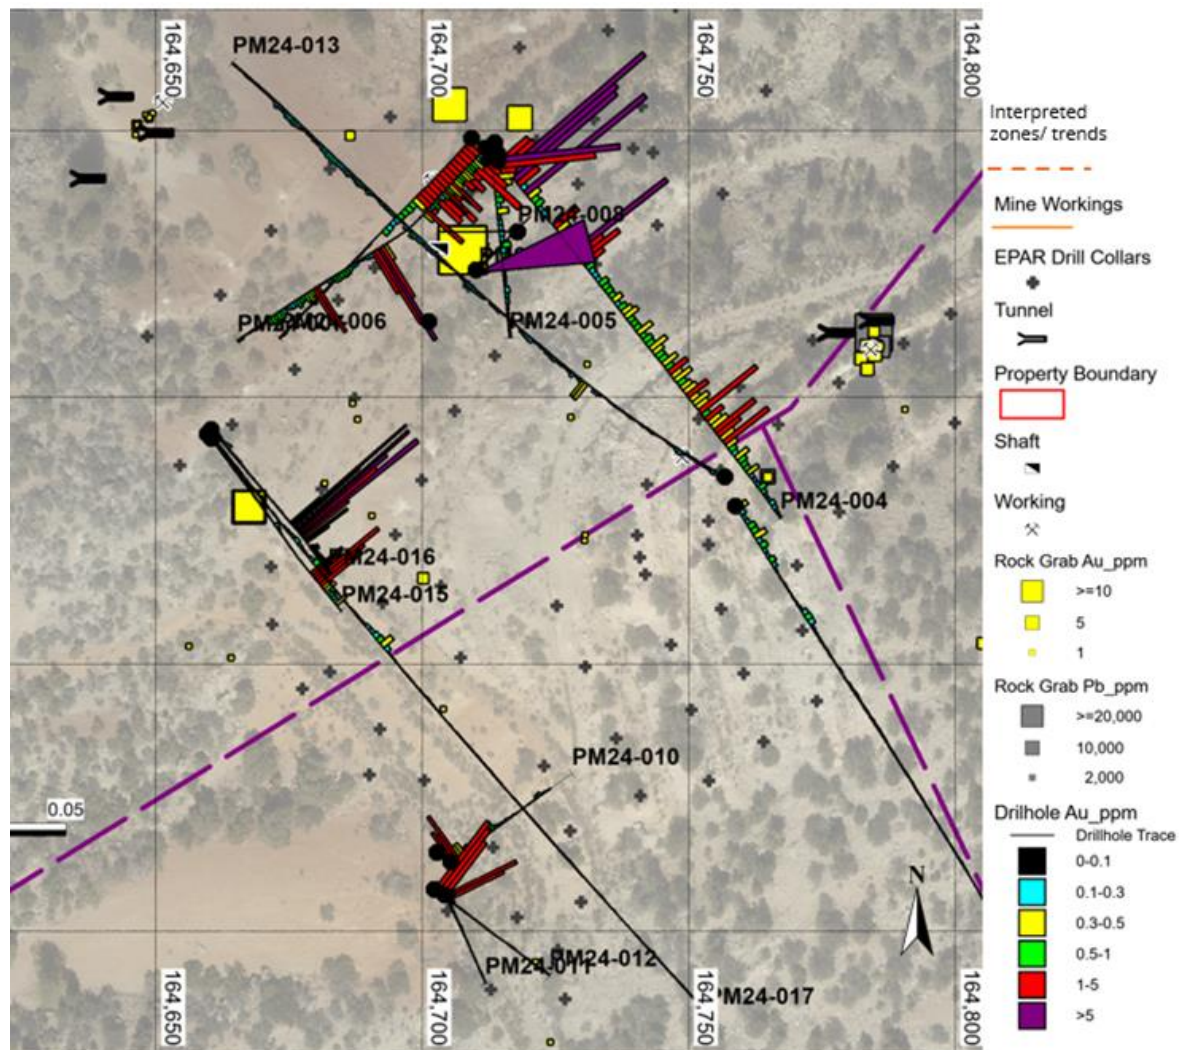 164,650
164,700
164,750
164,800
PM24-013
PM24-008
PM24-006
PM24-005
PM24-004
PM24-016
PM24-015
PM24-010
0.05
N
PM24-012
PM24-011
PM24-017
164,650
164,700
164,750
164,800
Interpreted
zones/ trends
Mine Workings
EPAR Drill Collars
Tunnel
Property Boundary
Shaft
Working
Rock Grab Au_ppm
>=10
5
1
Rock Grab Pb_ppm
>=20,000
10,000
2,000
Drilhole Au_ppm
Drillhole Trace
0-0.1
0.1-0.3
0.3-0.5
0.5-1
1-5
>5